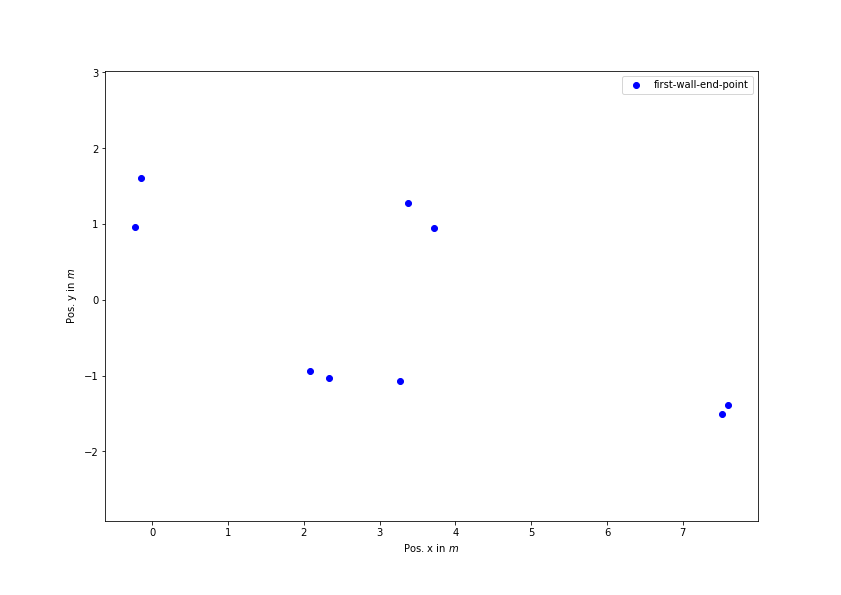 first-wall-end-point
3
2
1
0
−1
−2
Pos. y in m
0 1 2 3 4 5 6 7
Pos. x in m